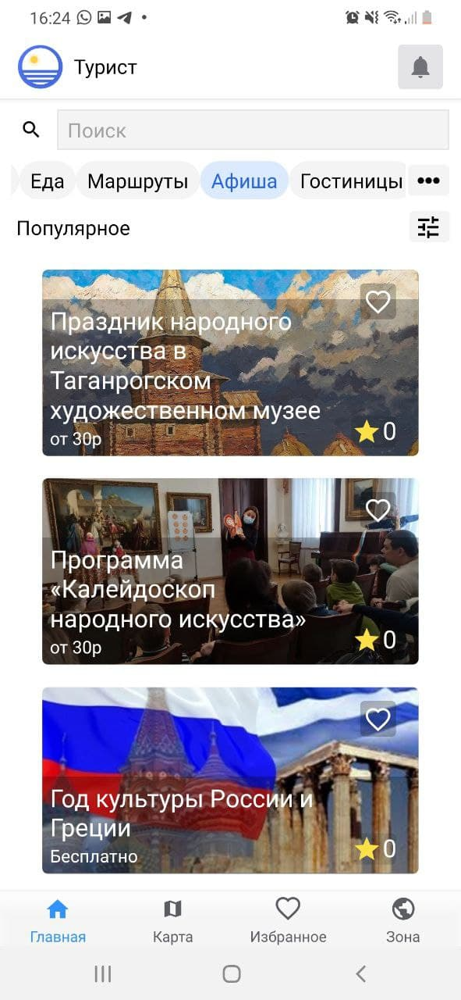 16:24
Турист
Поиск
Еда
Маршруты
Афиша
Гостиницы
Популярное
Праздник народного
искусства в
Таганрогском
художественном музее
от 30р
0
Программа
«Калейдоскоп
народного искусства»
от 30р
0
Год культуры России и
Греции
Бесплатно
0
Главная
Карта
Избранное
Зона